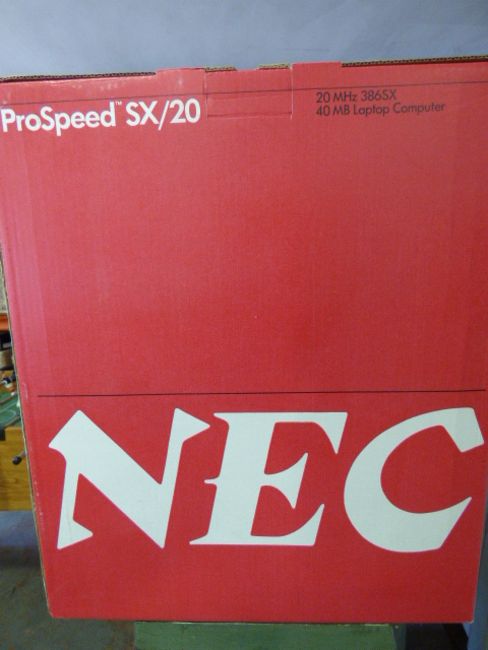 ProSpeed™ SX/20
20 MHz 386SX
40 MB Laptop Computer
NEC